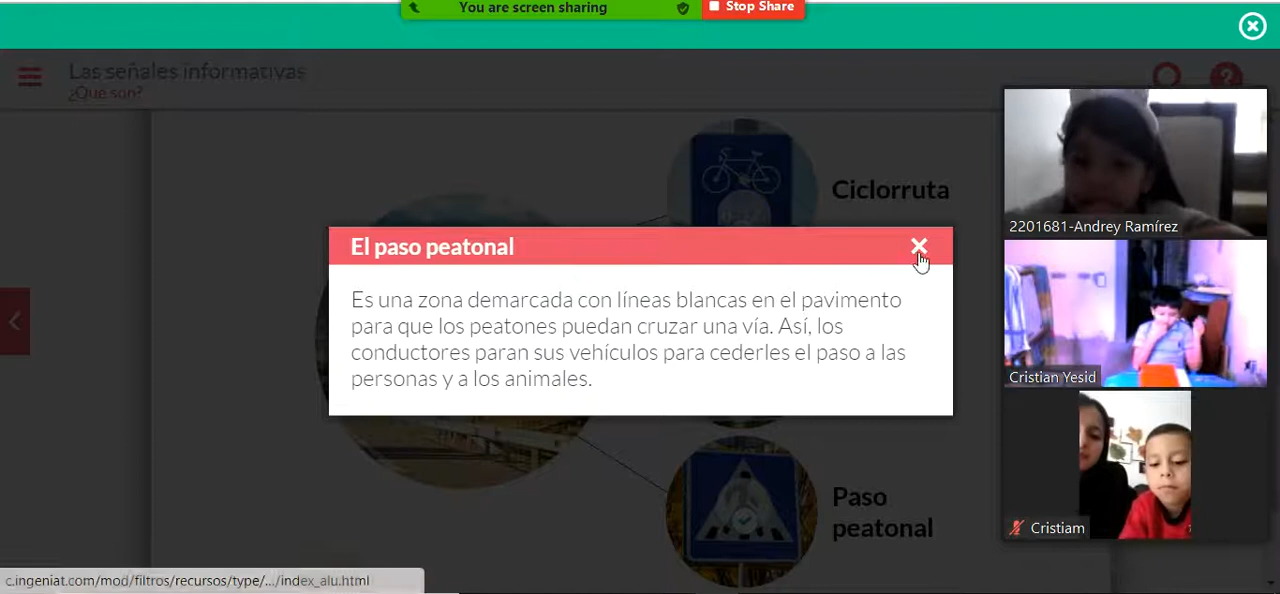 You are screen sharing
Stop Share
Las señales informativas
¿Qué son?
Ciclorruta
El paso peatonal
Es una zona demarcada con líneas blancas en el pavimento
para que los peatones puedan cruzar una vía. Así, los
conductores paran sus vehículos para cederles el paso a las
personas y a los animales.
Paso
peatonal
2201681-Andrey Ramírez
Cristian Yesid
Cristiam
c.ingeniat.com/mod/filtros/recursos/type/.../index_alu.html